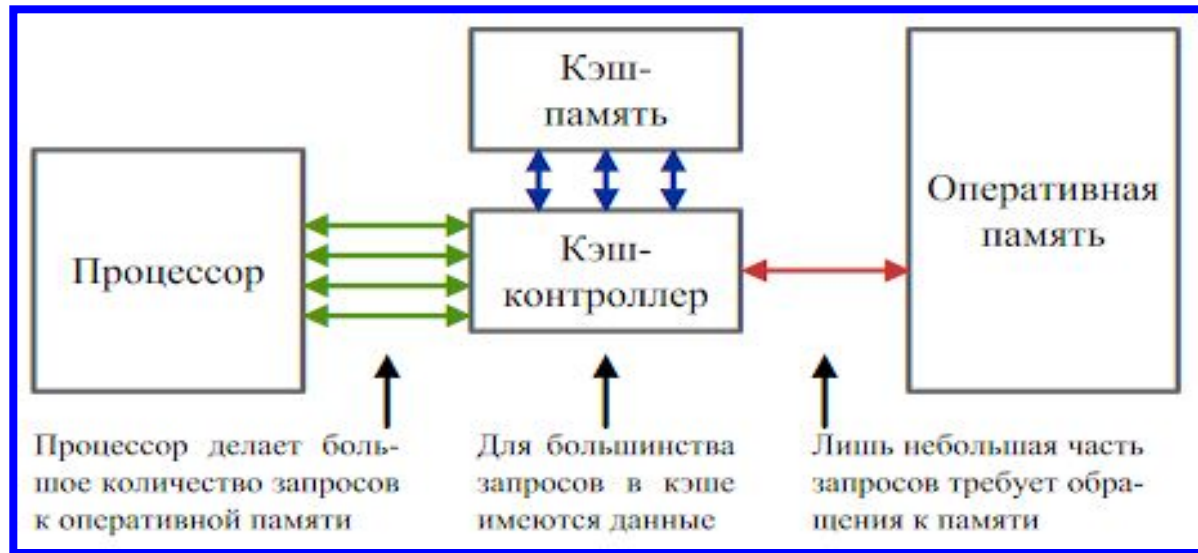 Кэш-
память
Процессор
Кэш-
контроллер
Оперативная
память
Процессор делает боль-
шое количество запросов
к оперативной памяти
Для большинства
запросов в кэше
имеются данные
Лишь небольшая часть
запросов требует обра-
щения к памяти